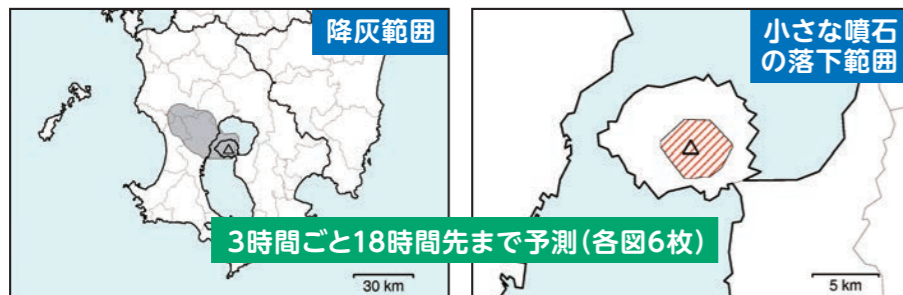 降灰範囲
小さな噴石
の落下範囲
3時間ごと18時間先まで予測(各図6枚)
30 km
5 km